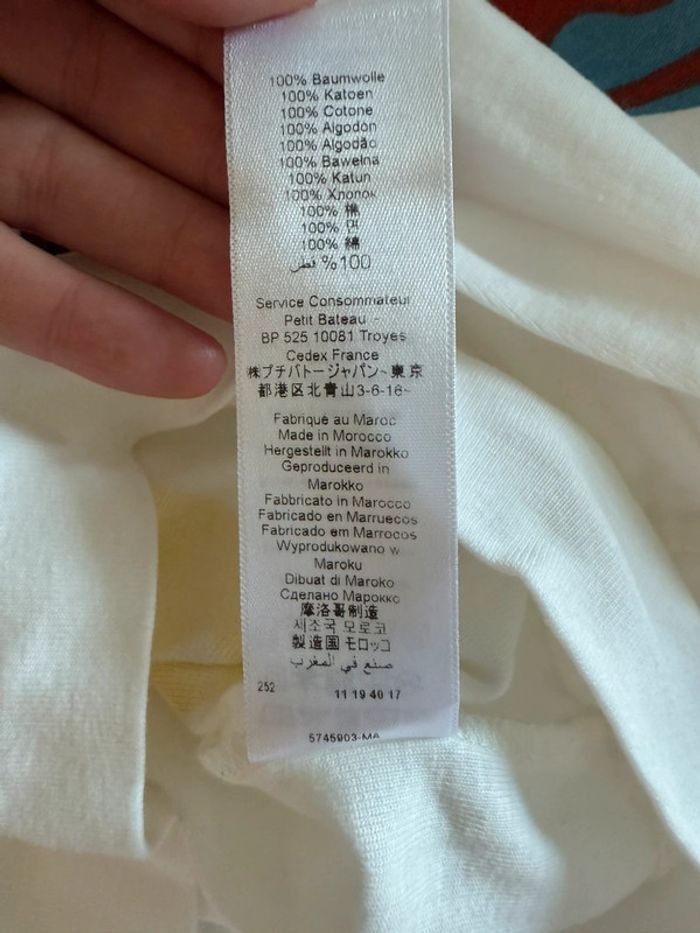 100% Baumwolle
100% Katoen
100% Cotone
100% Algodón
100% Algodão
100% Bawełna
100% Katun
100% Хлопок
100% 棉
100% 면
100% 綿
%100 قطن
Service Consommateur
Petit Bateau -
BP 525 10081 Troyes
Cedex France
㈱プチバトージャパン~東京
都港区北青山3-6-16~
Fabriqué au Maroc
Made in Morocco
Hergestellt in Marokko
Geproduceerd in
Marokko
Fabbricato in Marocco
Fabricado en Marruecos
Fabricado em Marrocos
Wyprodukowano w
Maroku
Dibuat di Maroko
Сделано Марокко
摩洛哥制造
제조국 모로코
製造国 モロッコ
صنع في المغرب
252 11 19 40 17
5745903-MA